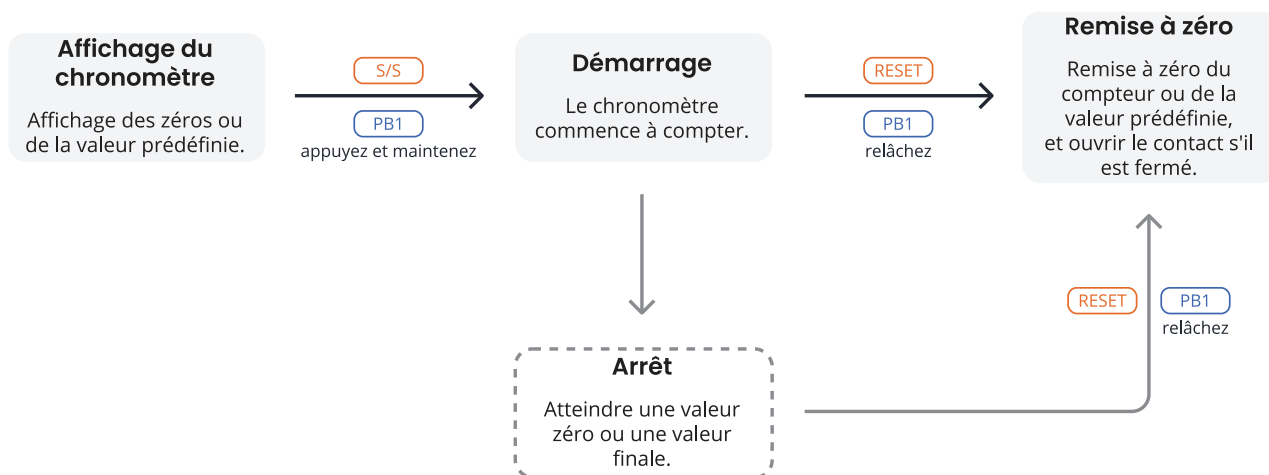 Affichage du
chronomètre
Affichage des zéros ou
de la valeur prédéfinie.
S/S
PB1
appuyez et maintenez
Démarrage
Le chronomètre
commence à compter.
RESET
PB1
relâchez
Remise à zéro
Remise à zéro du
compteur ou de la
valeur prédéfinie,
et ouvrir le contact s'il
est fermé.
RESET
PB1
relâchez
Arrêt
Atteindre une valeur
zéro ou une valeur
finale.